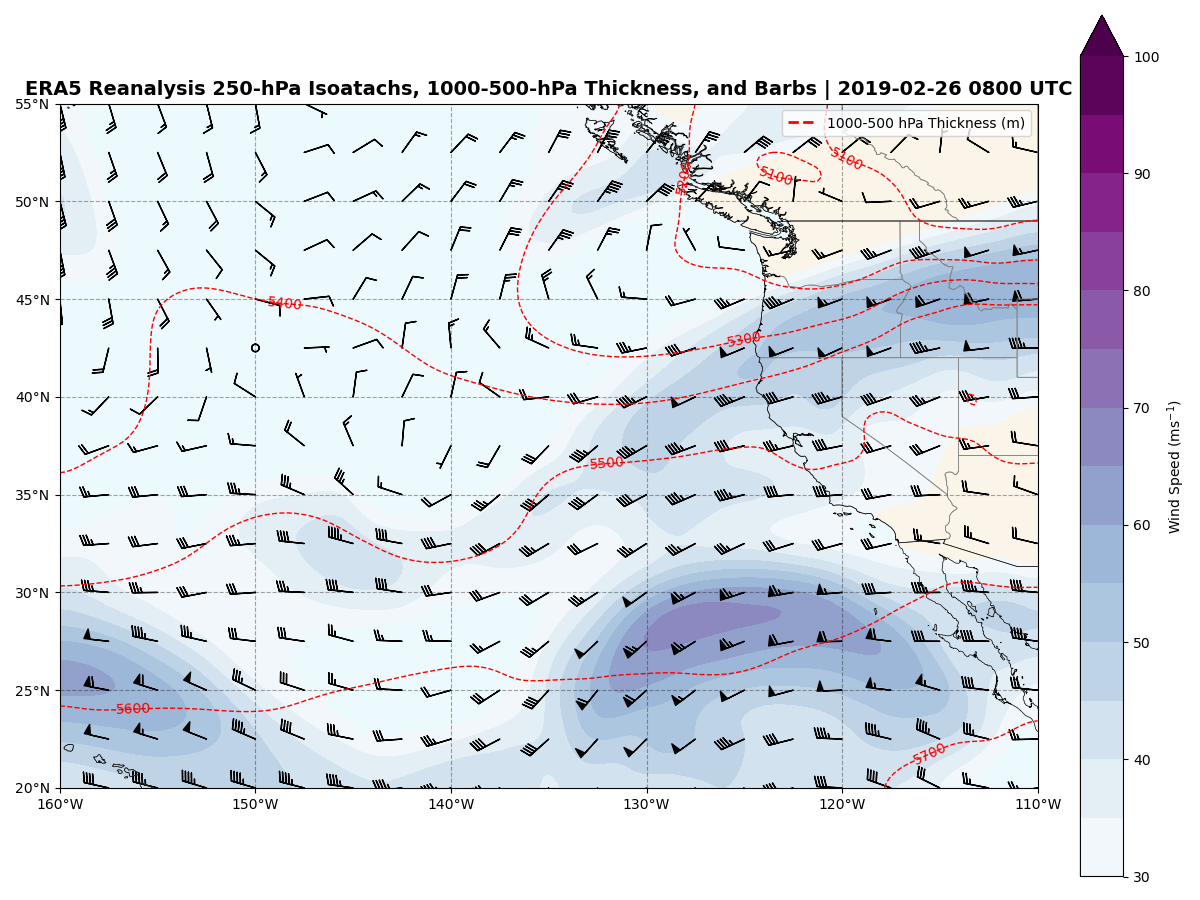 ERA5 Reanalysis 250-hPa Isoatachs, 1000-500-hPa Thickness, and Barbs | 2019-02-26 0800 UTC
1000-500 hPa Thickness (m)
55°N
50°N
45°N
40°N
35°N
30°N
25°N
20°N
160°W
150°W
140°W
130°W
120°W
110°W
5100
5100
5400
5300
5500
5600
5700
100
90
80
70
60
50
40
30
Wind Speed (ms⁻¹)